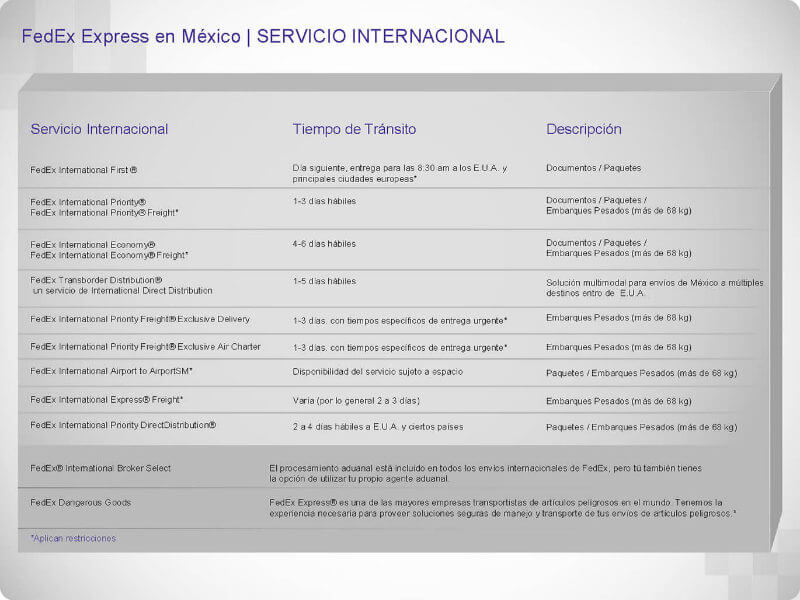 FedEx Express en México | SERVICIO INTERNACIONAL
Servicio Internacional Tiempo de Tránsito Descripción
FedEx International First® Día siguiente, entrega para las 8:30 am a los E.U.A. y Documentos / Paquetes
principales ciudades europeas*
FedEx International Priority® 1-3 días hábiles Documentos / Paquetes /
FedEx International Priority® Freight* Embarques Pesados (más de 68 kg)
FedEx International Economy® 4-6 días hábiles Documentos / Paquetes /
FedEx International Economy® Freight* Embarques Pesados (más de 68 kg)
FedEx Transborder Distribution® 1-5 días hábiles Solución multimodal para envíos de México a múltiples
un servicio de International Direct Distribution destinos entro de E.U.A.
FedEx International Priority Freight® Exclusive Delivery 1-3 días. con tiempos específicos de entrega urgente* Embarques Pesados (más de 68 kg)
FedEx International Priority Freight® Exclusive Air Charter 1-3 días. con tiempos específicos de entrega urgente* Embarques Pesados (más de 68 kg)
FedEx International Airport to AirportSM* Disponibilidad del servicio sujeto a espacio Paquetes / Embarques Pesados (más de 68 kg)
FedEx International Express® Freight* Varía (por lo general 2 a 3 días) Embarques Pesados (más de 68 kg)
FedEx International Priority DirectDistribution® 2 a 4 días hábiles a E.U.A. y ciertos países Paquetes / Embarques Pesados (más de 68 kg)
FedEx® International Broker Select El procesamiento aduanal está incluido en todos los envíos internacionales de FedEx, pero tú también tienes
la opción de utilizar tu propio agente aduanal.
FedEx Dangerous Goods FedEx Express® es una de las mayores empresas transportistas de artículos peligrosos en el mundo. Tenemos la
experiencia necesaria para proveer soluciones seguras de manejo y transporte de tus envíos de artículos peligrosos.*
*Aplican restricciones